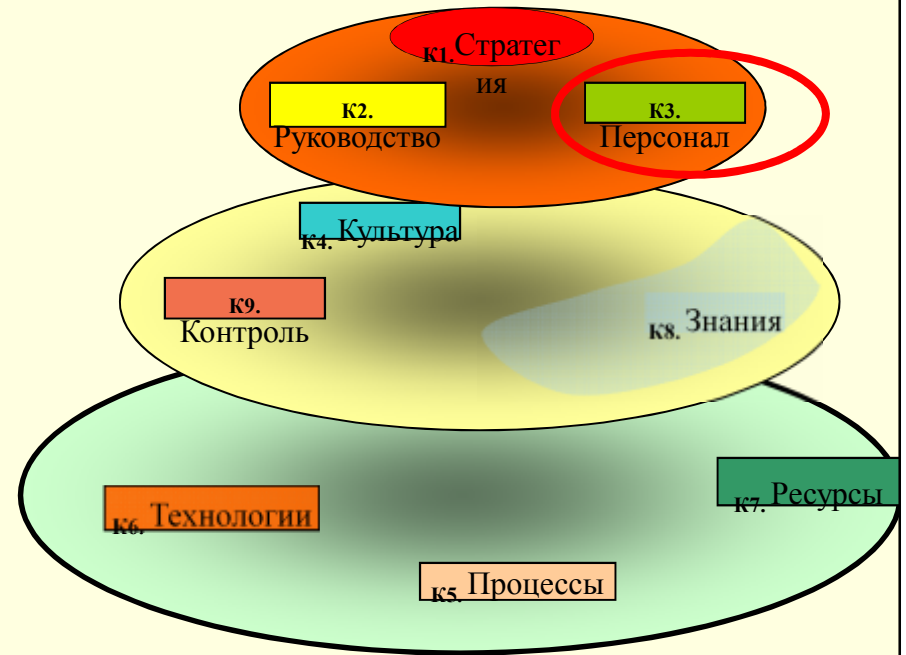 К1. Стратег
ия
К2.
Руководство
К3.
Персонал
К4. Культура
К9.
Контроль
К8. Знания
К6. Технологии
К7. Ресурсы
К5. Процессы